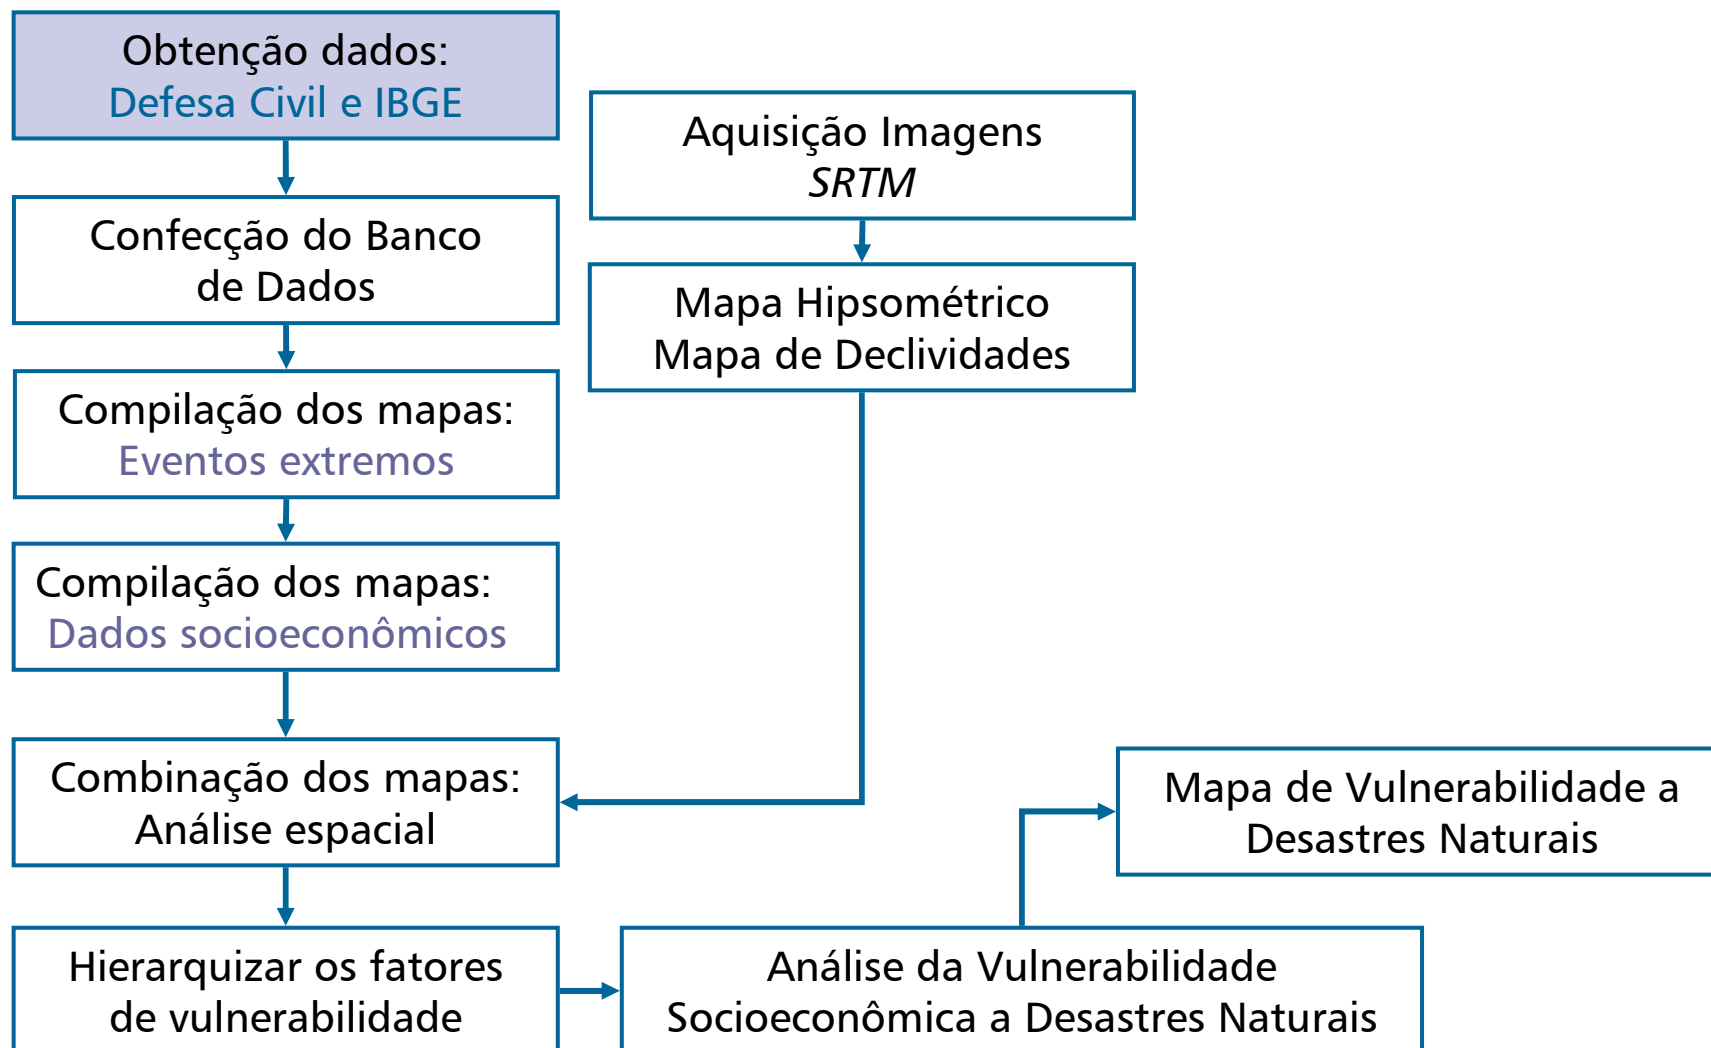 Obtenção dados:
Defesa Civil e IBGE
Confecção do Banco
de Dados
Compilação dos mapas:
Eventos extremos
Compilação dos mapas:
Dados socioeconômicos
Combinação dos mapas:
Análise espacial
Hierarquizar os fatores
de vulnerabilidade
Aquisição Imagens
SRTM
Mapa Hipsométrico
Mapa de Declividades
Análise da Vulnerabilidade
Socioeconômica a Desastres Naturais
Mapa de Vulnerabilidade a
Desastres Naturais